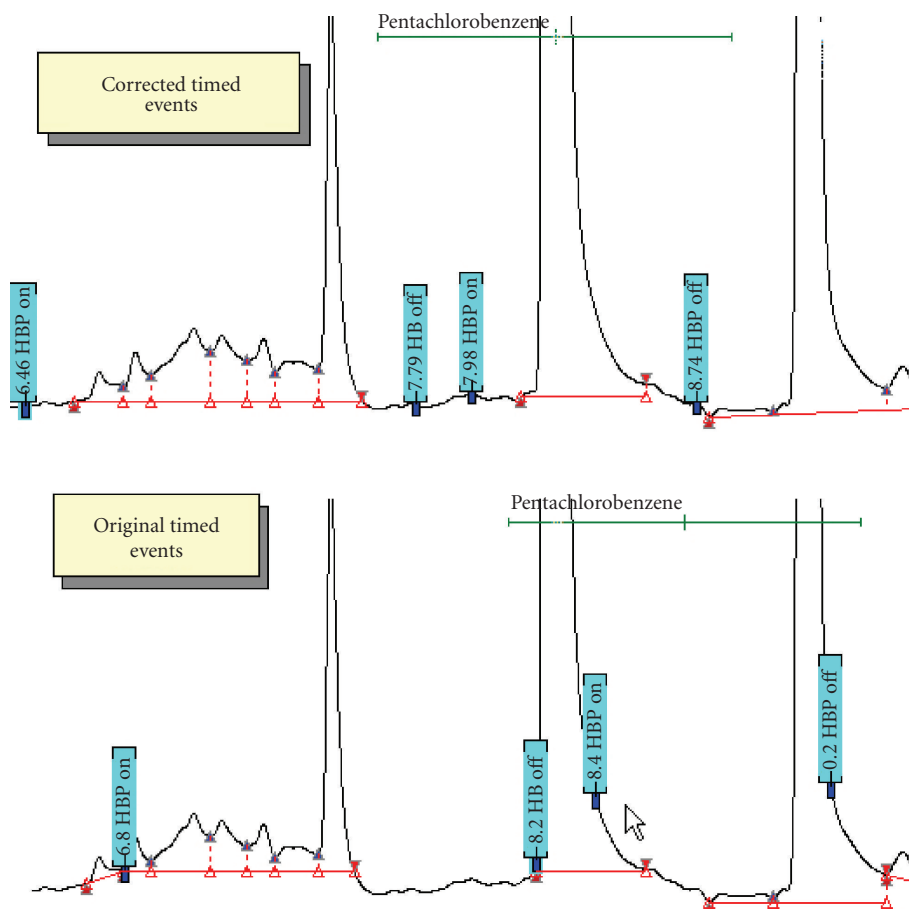 Pentachlorobenzene
Corrected timed
events
6.46 HBP on
7.79 HB off
7.98 HBP on
8.74 HBP off
Pentachlorobenzene
Original timed
events
6.8 HBP on
8.2 HB off
8.4 HBP on
0.2 HBP off